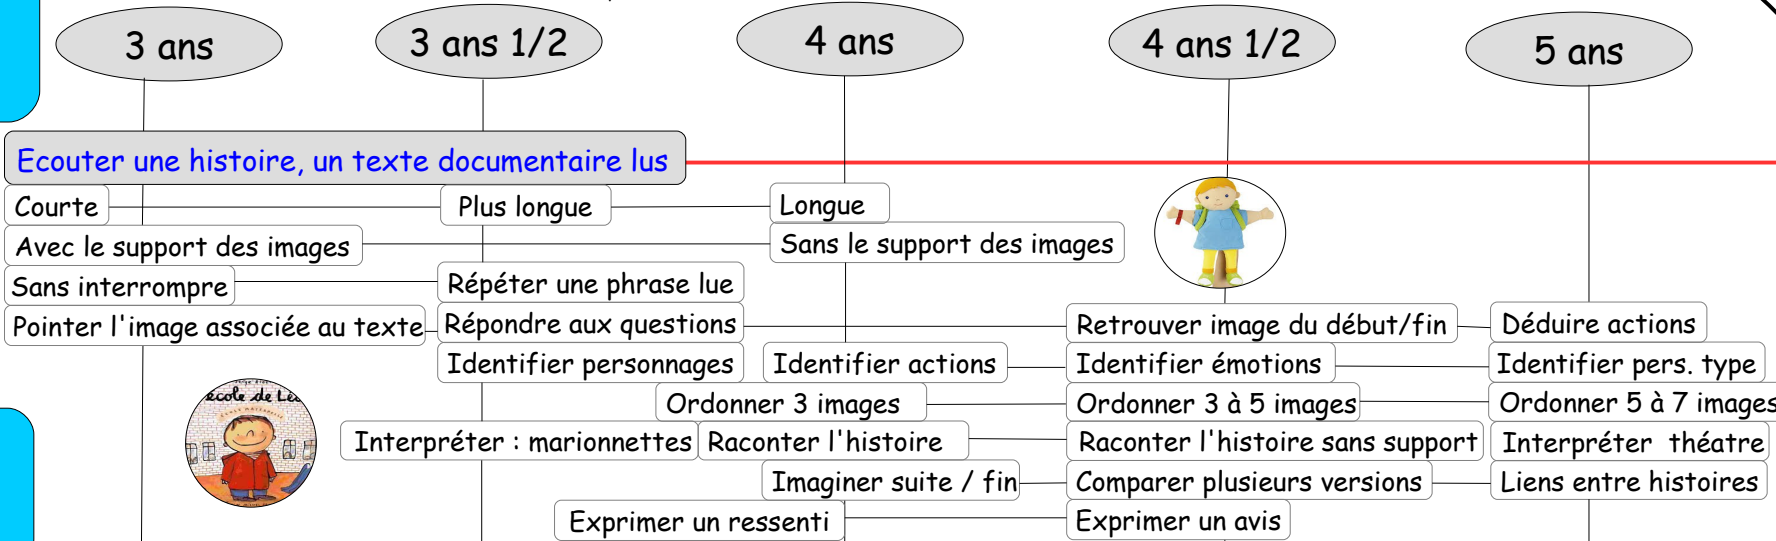 3 ans 3 ans 1/2 4 ans 4 ans 1/2 5 ans
Ecouter une histoire, un texte documentaire lus
Courte Plus longue Longue
Avec le support des images Sans le support des images
Sans interrompre Répéter une phrase lue
Pointer l'image associée au texte Répondre aux questions Retrouver image du début/fin Déduire actions
Identifier personnages Identifier actions Identifier émotions Identifier pers. type
école de Léo
Ordonner 3 images Ordonner 3 à 5 images Ordonner 5 à 7 images
Interpréter : marionnettes Raconter l'histoire Raconter l'histoire sans support Interpréter théatre
Imaginer suite / fin Comparer plusieurs versions Liens entre histoires
Exprimer un ressenti Exprimer un avis